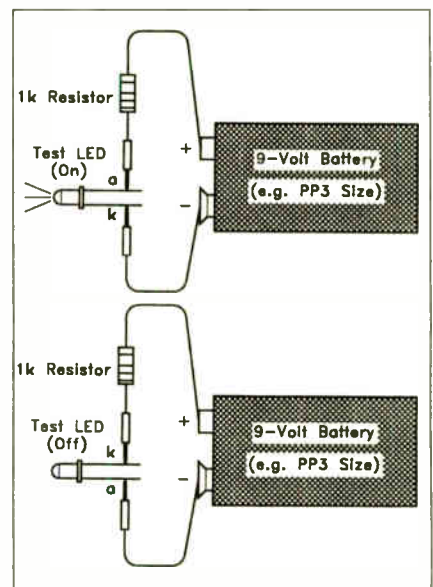 1k Resistor
Test LED
(On)
a
k
+
-
9-Volt Battery
(e.g. PP3 Size)
1k Resistor
Test LED
(Off)
k
a
+
-
9-Volt Battery
(e.g. PP3 Size)